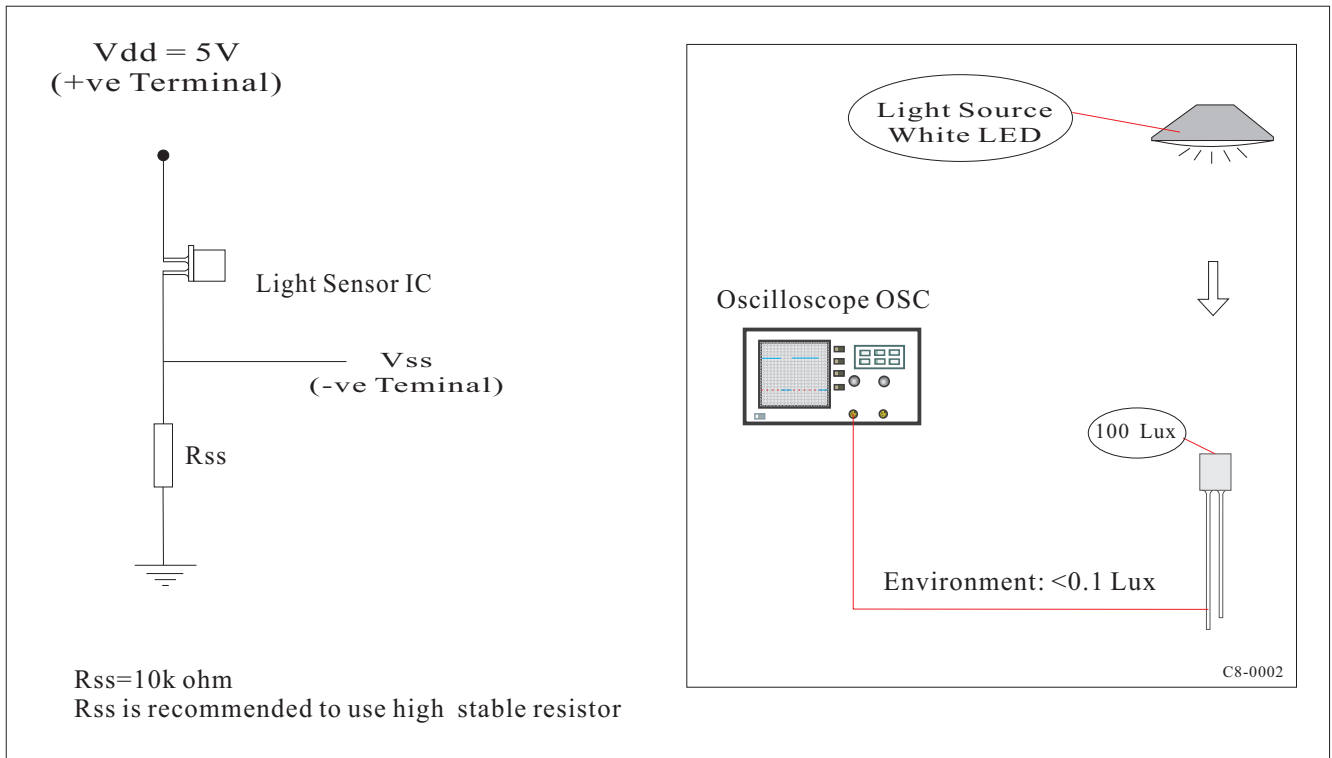 Vdd = 5V
(+ve Terminal)
Light Sensor IC
Vss
(-ve Teminal)
Rss
Rss=10k ohm
Rss is recommended to use high stable resistor
Light Source
White LED
Oscilloscope OSC
100 Lux
Environment: <0.1 Lux
C8-0002